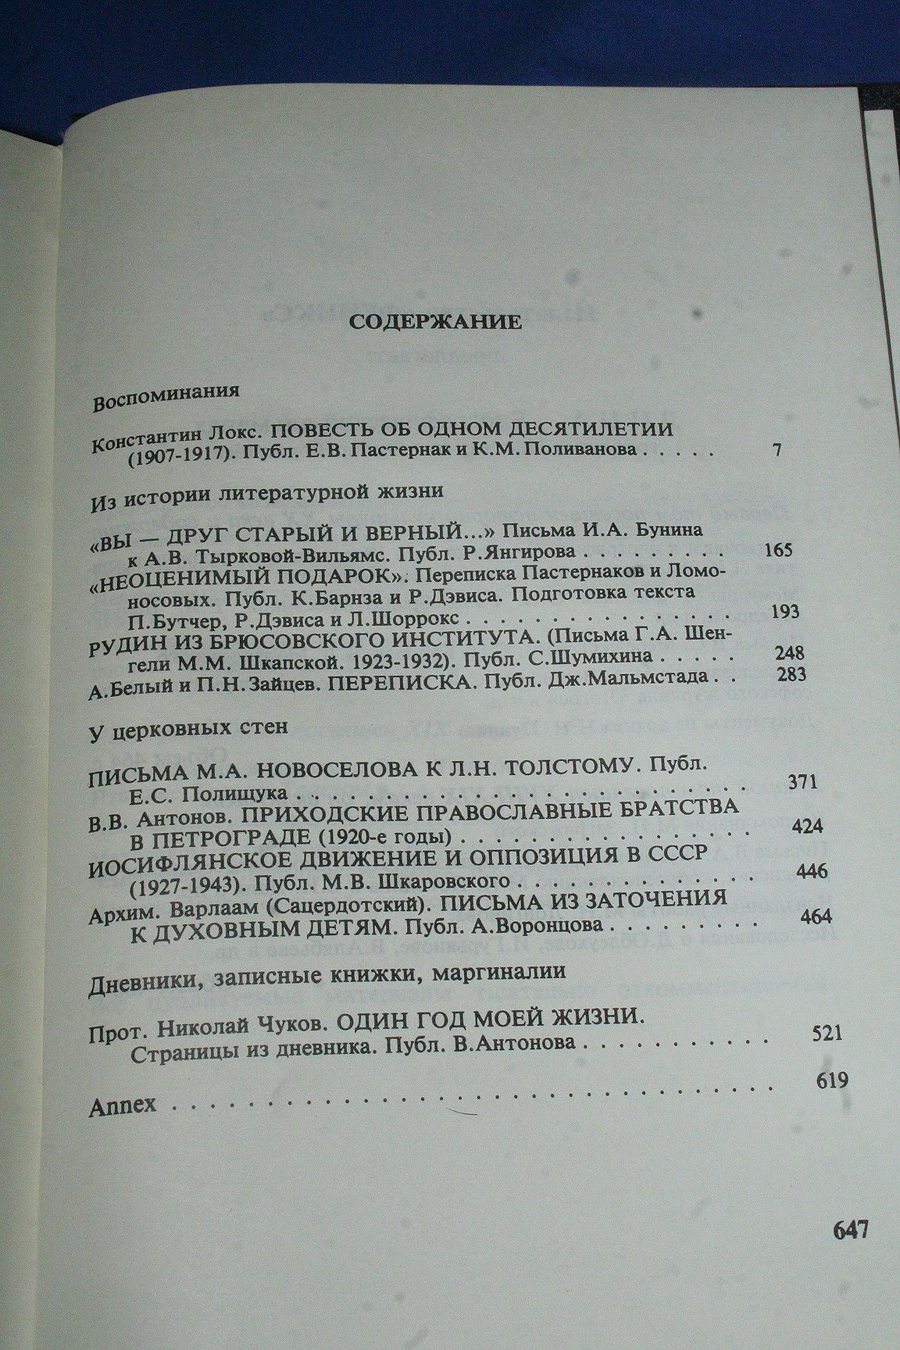 СОДЕРЖАНИЕ
Воспоминания
Константин Локс. ПОВЕСТЬ ОБ ОДНОМ ДЕСЯТИЛЕТИИ
(1907-1917). Публ. Е.В. Пастернак и К.М. Поливанова . . . . . 7
Из истории литературной жизни
«ВЫ — ДРУГ СТАРЫЙ И ВЕРНЫЙ...» Письма И.А. Бунина
к А.В. Тырковой-Вильямс. Публ. Р.Янгирова . . . . . . . . 165
«НЕОЦЕНИМЫЙ ПОДАРОК». Переписка Пастернаков и Ломо-
носовых. Публ. К.Барнза и Р.Дэвиса. Подготовка текста
П.Бутчер, Р.Дэвиса и Л.Шоррокс . . . . . . . . . . . . . . . 193
РУДИН ИЗ БРЮСОВСКОГО ИНСТИТУТА. (Письма Г.А. Шен-
гели М.М. Шкапской. 1923-1932). Публ. С.Шумихина . . . . . 248
А.Белый и П.Н.Зайцев. ПЕРЕПИСКА. Публ. Дж.Мальмстада . . 283
У церковных стен
ПИСЬМА М.А. НОВОСЕЛОВА К Л.Н. ТОЛСТОМУ. Публ.
Е.С. Полищука . . . . . . . . . . . . . . . . . . . . . . . . . . 371
В.В. Антонов. ПРИХОДСКИЕ ПРАВОСЛАВНЫЕ БРАТСТВА
В ПЕТРОГРАДЕ (1920-е годы) . . . . . . . . . . . . . . . . 424
ИОСИФЛЯНСКОЕ ДВИЖЕНИЕ И ОППОЗИЦИЯ В СССР
(1927-1943). Публ. М.В. Шкаровского . . . . . . . . . . . . . 446
Архим. Варлаам (Сацердотский). ПИСЬМА ИЗ ЗАТОЧЕНИЯ
К ДУХОВНЫМ ДЕТЯМ. Публ. А.Воронцова . . . . . . . . 464
Дневники, записные книжки, маргиналии
Прот. Николай Чуков. ОДИН ГОД МОЕЙ ЖИЗНИ.
Страницы из дневника. Публ. В.Антонова . . . . . . . . . . . 521
Annex . . . . . . . . . . . . . . . . . . . . . . . . . . . . . . . . 619
647